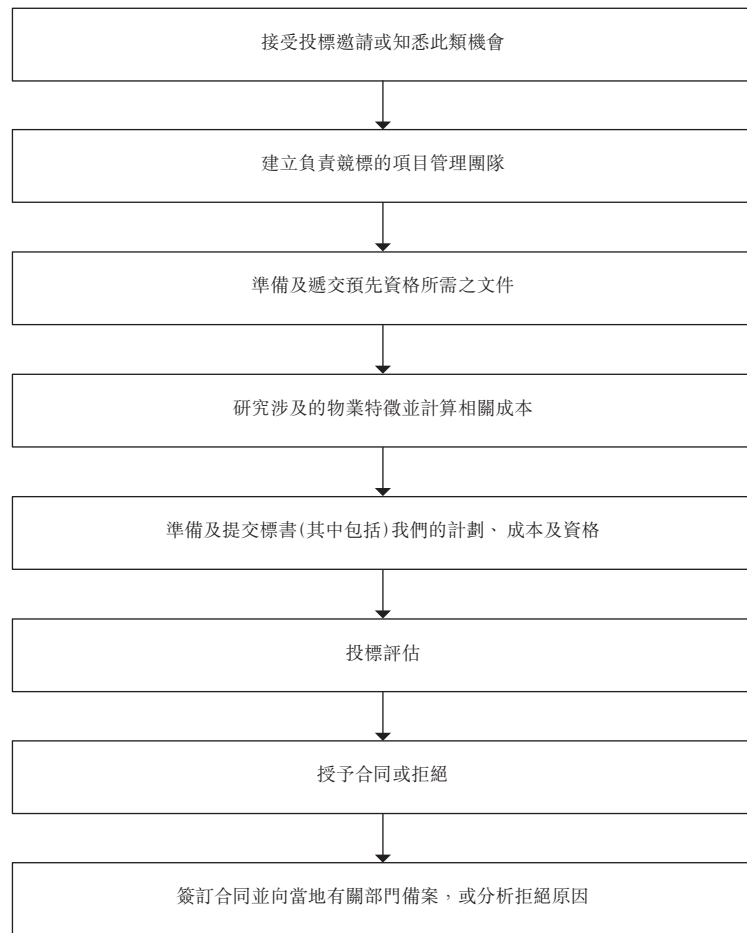 接受投標邀請或知悉此類機會
建立負責競標的項目管理團隊
準備及遞交預先資格所需之文件
研究涉及的物業特徵並計算相關成本
準備及提交標書(其中包括)我們的計劃、成本及資格
投標評估
授予合同或拒絕
簽訂合同並向當地有關部門備案，或分析拒絕原因